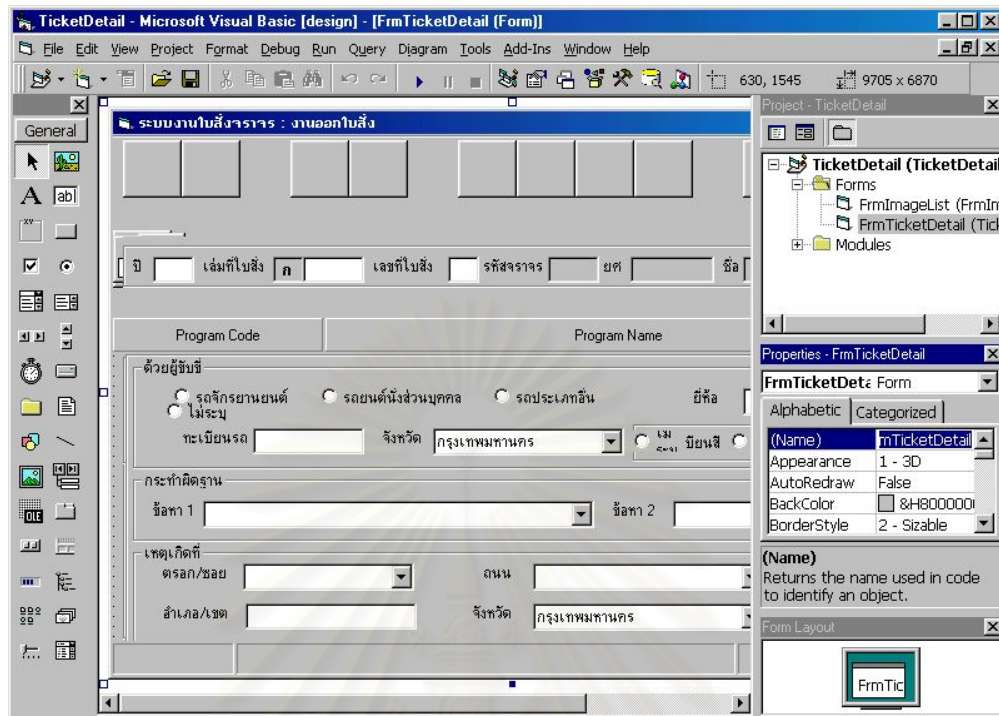 TicketDetail - Microsoft Visual Basic [design] - [FrmTicketDetail (Form)]
File Edit View Project Format Debug Run Query Diagram Tools Add-Ins Window Help
630, 1545 9705 x 6870
General
A
ab|
XY
OLE
ระบบงานใบสั่งจราจร : งานออกใบสั่ง
ปี เล่มที่ใบสั่ง ก เลขที่ใบสั่ง รหัสจราจร ยศ ชื่อ
Program Code Program Name
ด้วยผู้ขับขี่
รถจักรยานยนต์ รถยนต์นั่งส่วนบุคคล รถประเภทอื่น ยี่ห้อ
ไม่ระบุ
ทะเบียนรถ จังหวัด กรุงเทพมหานคร
กระทำผิดฐาน
ข้อหา 1 ข้อหา 2
เหตุเกิดที่
ตรอก/ซอย ถนน
อำเภอ/เขต จังหวัด กรุงเทพมหานคร
Project - TicketDetail
TicketDetail (TicketDetail
Forms
FrmImageList (FrmIm
FrmTicketDetail (Tick
Modules
Properties - FrmTicketDetail
FrmTicketDeta Form
Alphabetic Categorized
(Name) mTicketDetail
Appearance 1 - 3D
AutoRedraw False
BackColor &H800000
BorderStyle 2 - Sizable
(Name)
Returns the name used in code
to identify an object.
Form Layout
FrmTic